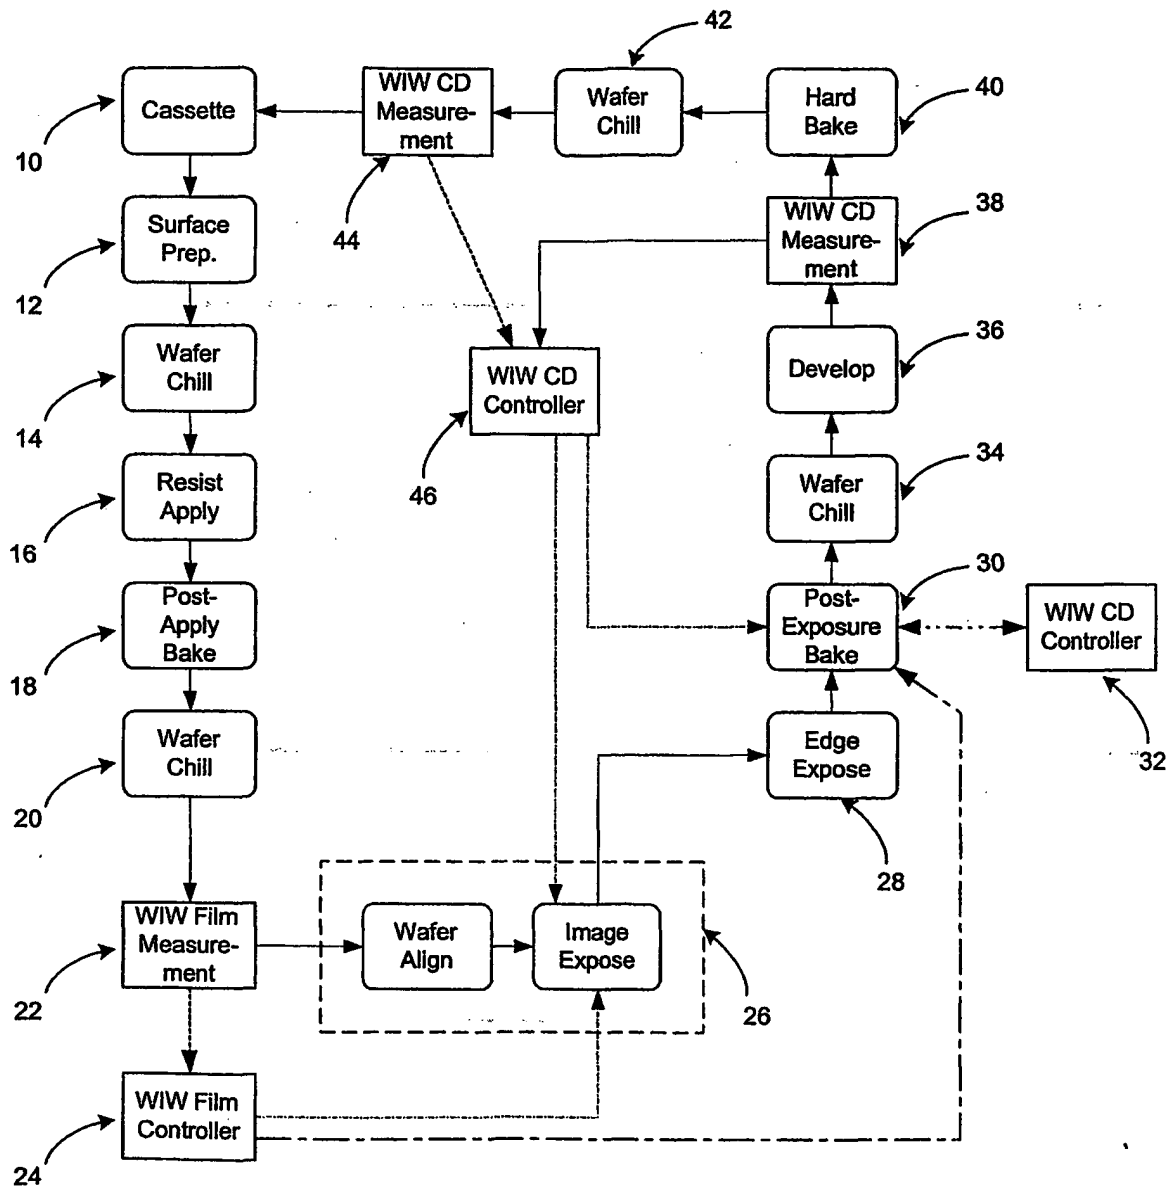 42
Cassette
WIW CD
Measure-
ment
Wafer
Chill
Hard
Bake
40
10
44
Surface
Prep.
12
WIW CD
Measure-
ment
38
Wafer
Chill
14
WIW CD
Controller
46
Develop
36
Resist
Apply
16
Wafer
Chill
34
Post-
Apply
Bake
18
Post-
Exposure
Bake
30
WIW CD
Controller
32
Wafer
Chill
20
Edge
Expose
28
WIW Film
Measure-
ment
22
Wafer
Align
Image
Expose
26
WIW Film
Controller
24